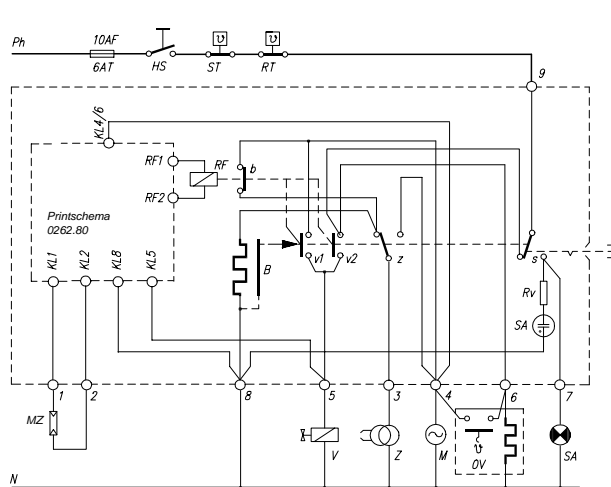 Ph
10AF
6AT
HS
ϑ
ST
ϑ
RT
9
KL4/6
RF1
RF
b
RF2
Printschema
0262.80
KL1
KL2
KL8
KL5
B
v1
v2
z
s
Rv
SA
1
2
8
5
3
4
6
7
MZ
V
Z
M
ϑ
OV
SA
N